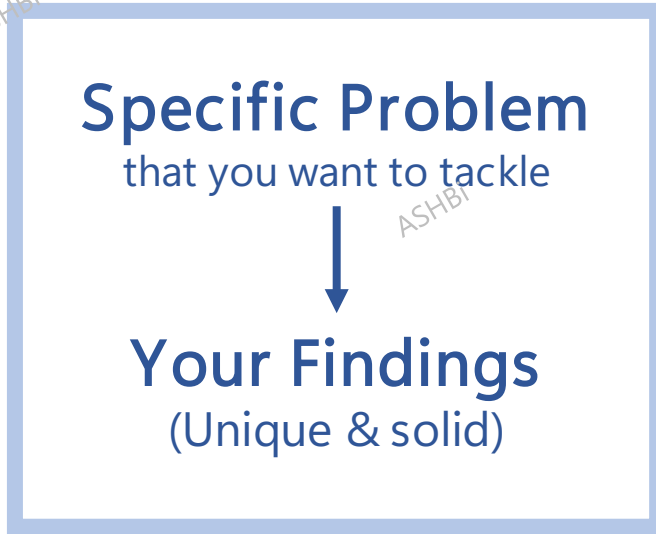 Specific Problem
that you want to tackle
ASHBi
Your Findings
(Unique & solid)